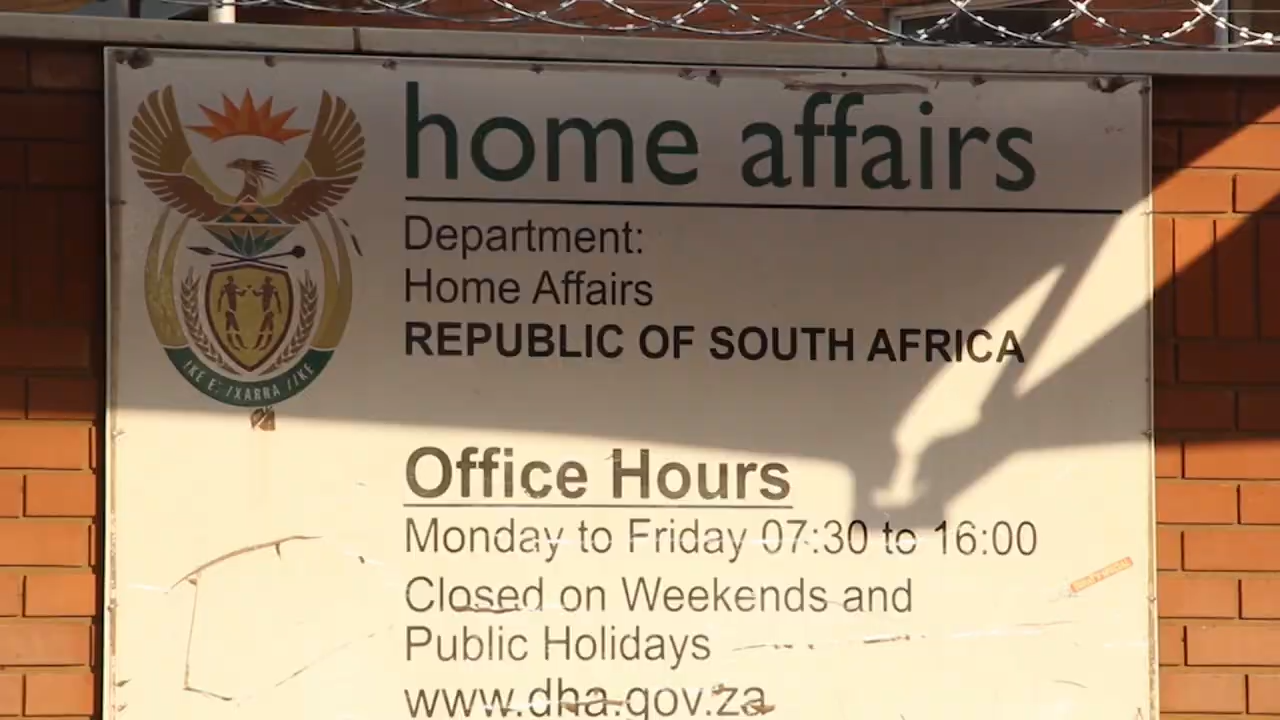 home affairs
Department:
Home Affairs
REPUBLIC OF SOUTH AFRICA
Office Hours
Monday to Friday 07:30 to 16:00
Closed on Weekends and
Public Holidays
www.dha.gov.za